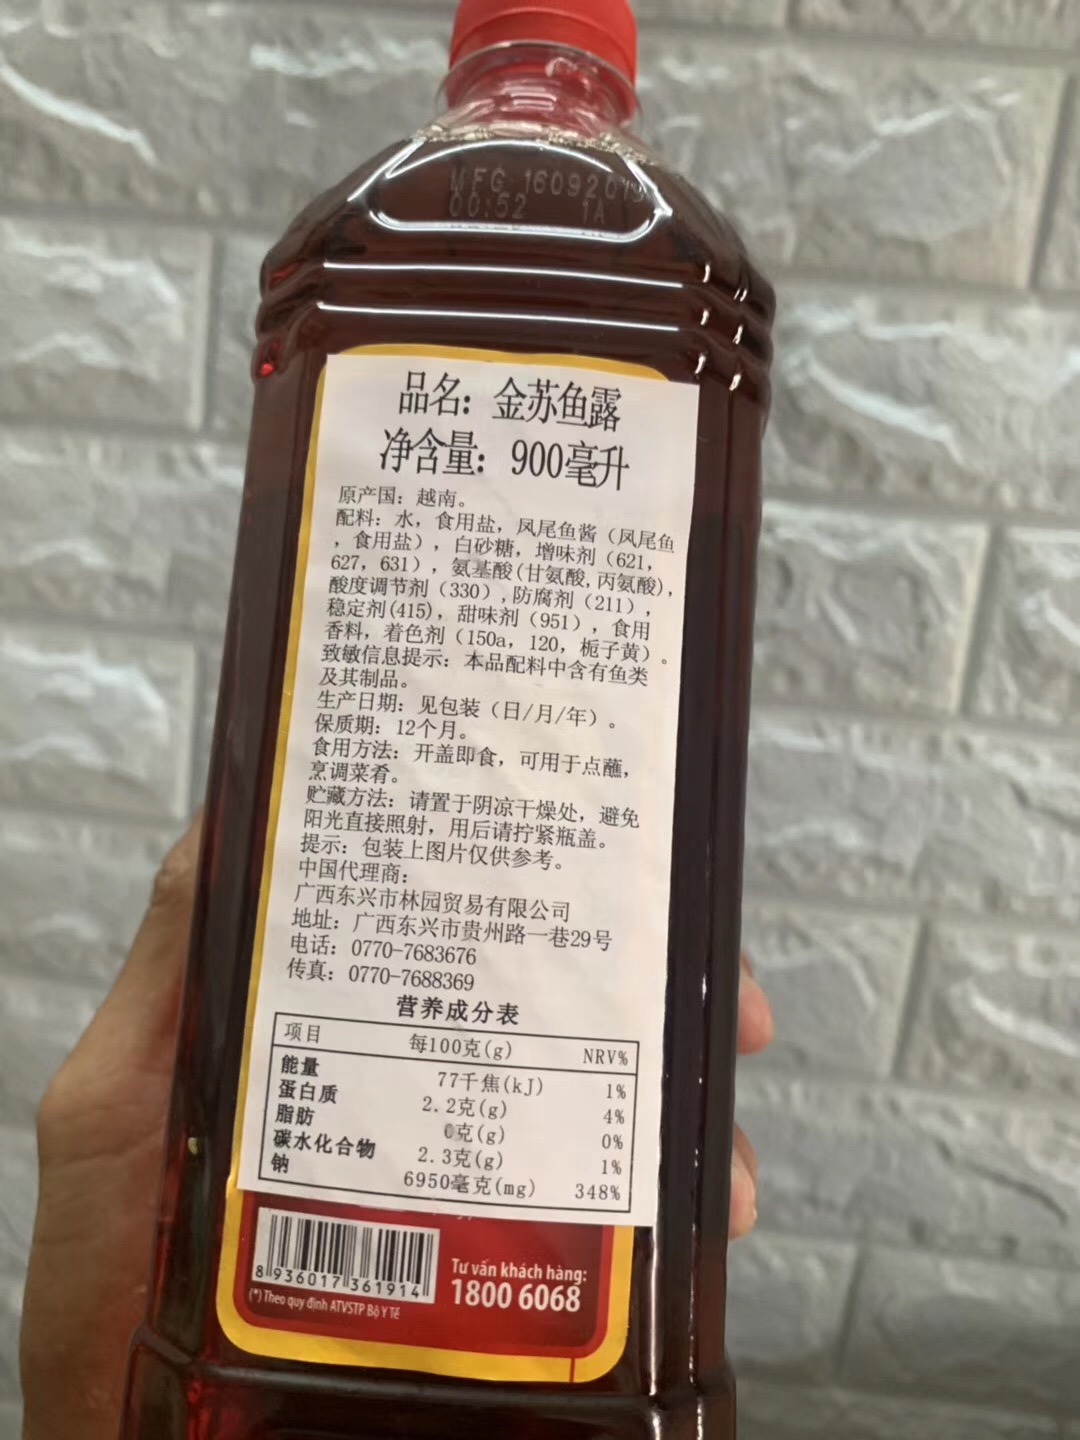 MFG 16092019
00:52 1A
品名：金苏鱼露
净含量：900毫升
原产国：越南。
配料：水，食用盐，凤尾鱼酱（凤尾鱼
，食用盐），白砂糖，增味剂（621，
627，631），氨基酸(甘氨酸,丙氨酸)，
酸度调节剂（330）,防腐剂（211），
稳定剂(415)，甜味剂（951），食用
香料，着色剂（150a，120，栀子黄）。
致敏信息提示：本品配料中含有鱼类
及其制品。
生产日期：见包装（日/月/年）。
保质期：12个月。
食用方法：开盖即食，可用于点蘸，
烹调菜肴。
贮藏方法：请置于阴凉干燥处，避免
阳光直接照射，用后请拧紧瓶盖。
提示：包装上图片仅供参考。
中国代理商：
广西东兴市林园贸易有限公司
地址：广西东兴市贵州路一巷29号
电话：0770-7683676
传真：0770-7688369
营养成分表
项目 每100克(g) NRV%
能量 77千焦(kJ) 1%
蛋白质 2.2克(g) 4%
脂肪 0克(g) 0%
碳水化合物 2.3克(g) 1%
钠 6950毫克(mg) 348%
8 936017 361914
(*) Theo quy định ATVSTP Bộ Y Tế
Tư vấn khách hàng:
1800 6068